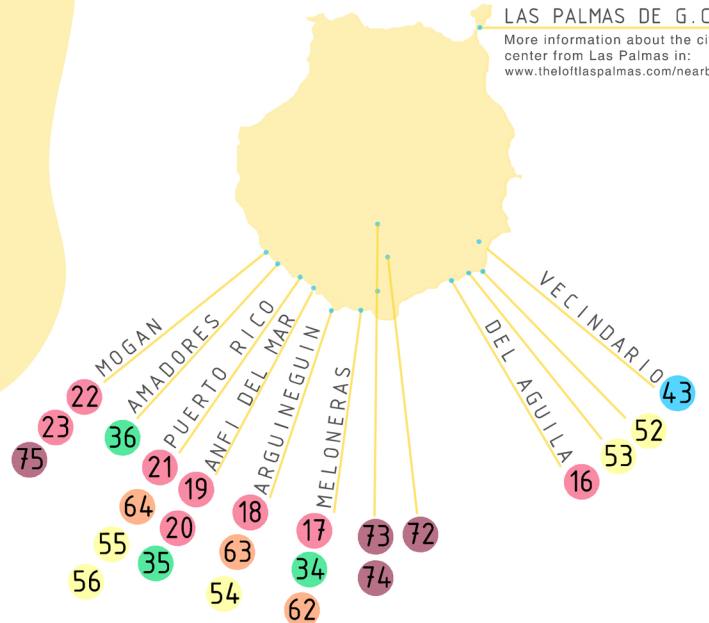 LAS PALMAS DE G.C
More information about the ci
center from Las Palmas in:
www.theloftlaspalmas.com/nearb
MOGAN
22
23
75
AMADORES
36
PUERTO RICO
21
64
55
56
ANFI DEL MAR
19
20
35
ARGUINEGUIN
18
63
54
MELONERAS
17
34
62
73
74
72
DEL AGUILA
16
53
52
VECINDARIO
43